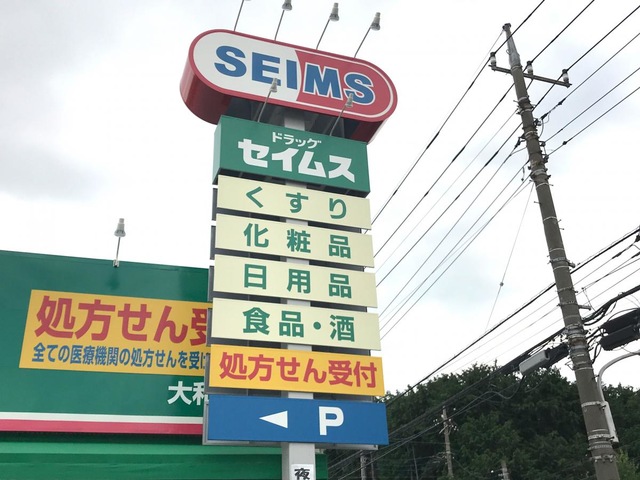 SEIMS
ドラッグ
セイムス
くすり
化粧品
日用品
食品・酒
処方せん受付
P
夜
処方せん受
全ての医療機関の処方せんを受
大和